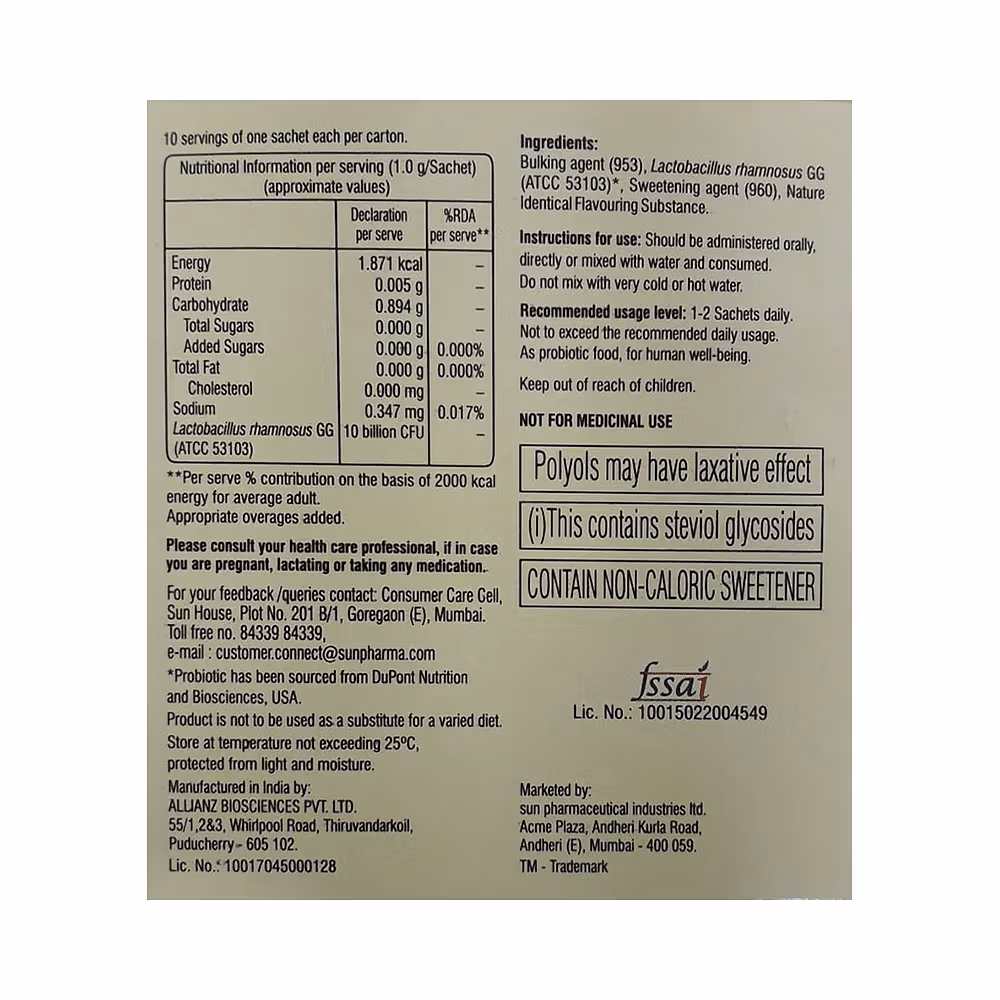 10 servings of one sachet each per carton.
Nutritional Information per serving (1.0 g/Sachet)
(approximate values)
Declaration per serve %RDA per serve**
Energy 1.871 kcal –
Protein 0.005 g –
Carbohydrate 0.894 g –
Total Sugars 0.000 g –
Added Sugars 0.000 g 0.000%
Total Fat 0.000 g 0.000%
Cholesterol 0.000 mg –
Sodium 0.347 mg 0.017%
Lactobacillus rhamnosus GG 10 billion CFU –
(ATCC 53103)
**Per serve % contribution on the basis of 2000 kcal
energy for average adult.
Appropriate overages added.
Please consult your health care professional, if in case
you are pregnant, lactating or taking any medication.
For your feedback /queries contact: Consumer Care Cell,
Sun House, Plot No. 201 B/1, Goregaon (E), Mumbai.
Toll free no. 84339 84339,
e-mail : customer.connect@sunpharma.com
*Probiotic has been sourced from DuPont Nutrition
and Biosciences, USA.
Product is not to be used as a substitute for a varied diet.
Store at temperature not exceeding 25ºC,
protected from light and moisture.
Manufactured in India by:
ALLIANZ BIOSCIENCES PVT. LTD.
55/1,2&3, Whirlpool Road, Thiruvandarkoil,
Puducherry - 605 102.
Lic. No.: 10017045000128
Ingredients:
Bulking agent (953), Lactobacillus rhamnosus GG
(ATCC 53103)*, Sweetening agent (960), Nature
Identical Flavouring Substance.
Instructions for use: Should be administered orally,
directly or mixed with water and consumed.
Do not mix with very cold or hot water.
Recommended usage level: 1-2 Sachets daily.
Not to exceed the recommended daily usage.
As probiotic food, for human well-being.
Keep out of reach of children.
NOT FOR MEDICINAL USE
Polyols may have laxative effect
(i)This contains steviol glycosides
CONTAIN NON-CALORIC SWEETENER
fssai
Lic. No.: 10015022004549
Marketed by:
sun pharmaceutical industries ltd.
Acme Plaza, Andheri Kurla Road,
Andheri (E), Mumbai - 400 059.
TM - Trademark